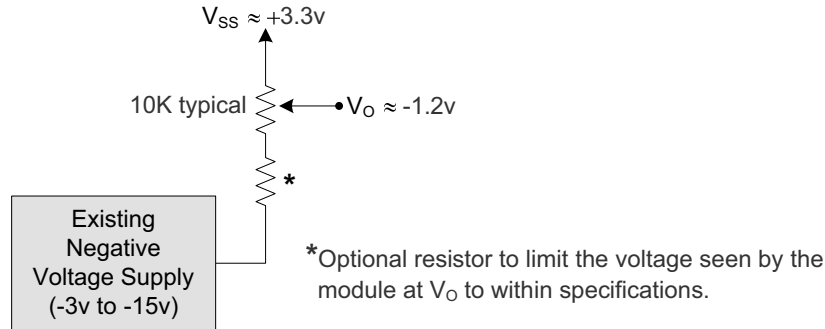 V_SS ≈ +3.3v
10K typical
V_O ≈ -1.2v
*
Existing
Negative
Voltage Supply
(-3v to -15v)
*Optional resistor to limit the voltage seen by the
module at V_O to within specifications.